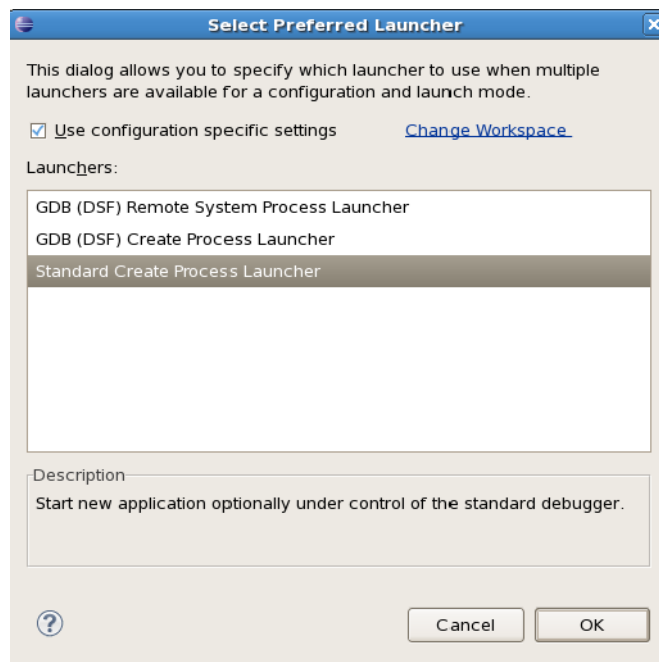 Select Preferred Launcher
This dialog allows you to specify which launcher to use when multiple
launchers are available for a configuration and launch mode.
Use configuration specific settings
Change Workspace
Launchers:
GDB (DSF) Remote System Process Launcher
GDB (DSF) Create Process Launcher
Standard Create Process Launcher
Description
Start new application optionally under control of the standard debugger.
Cancel
OK